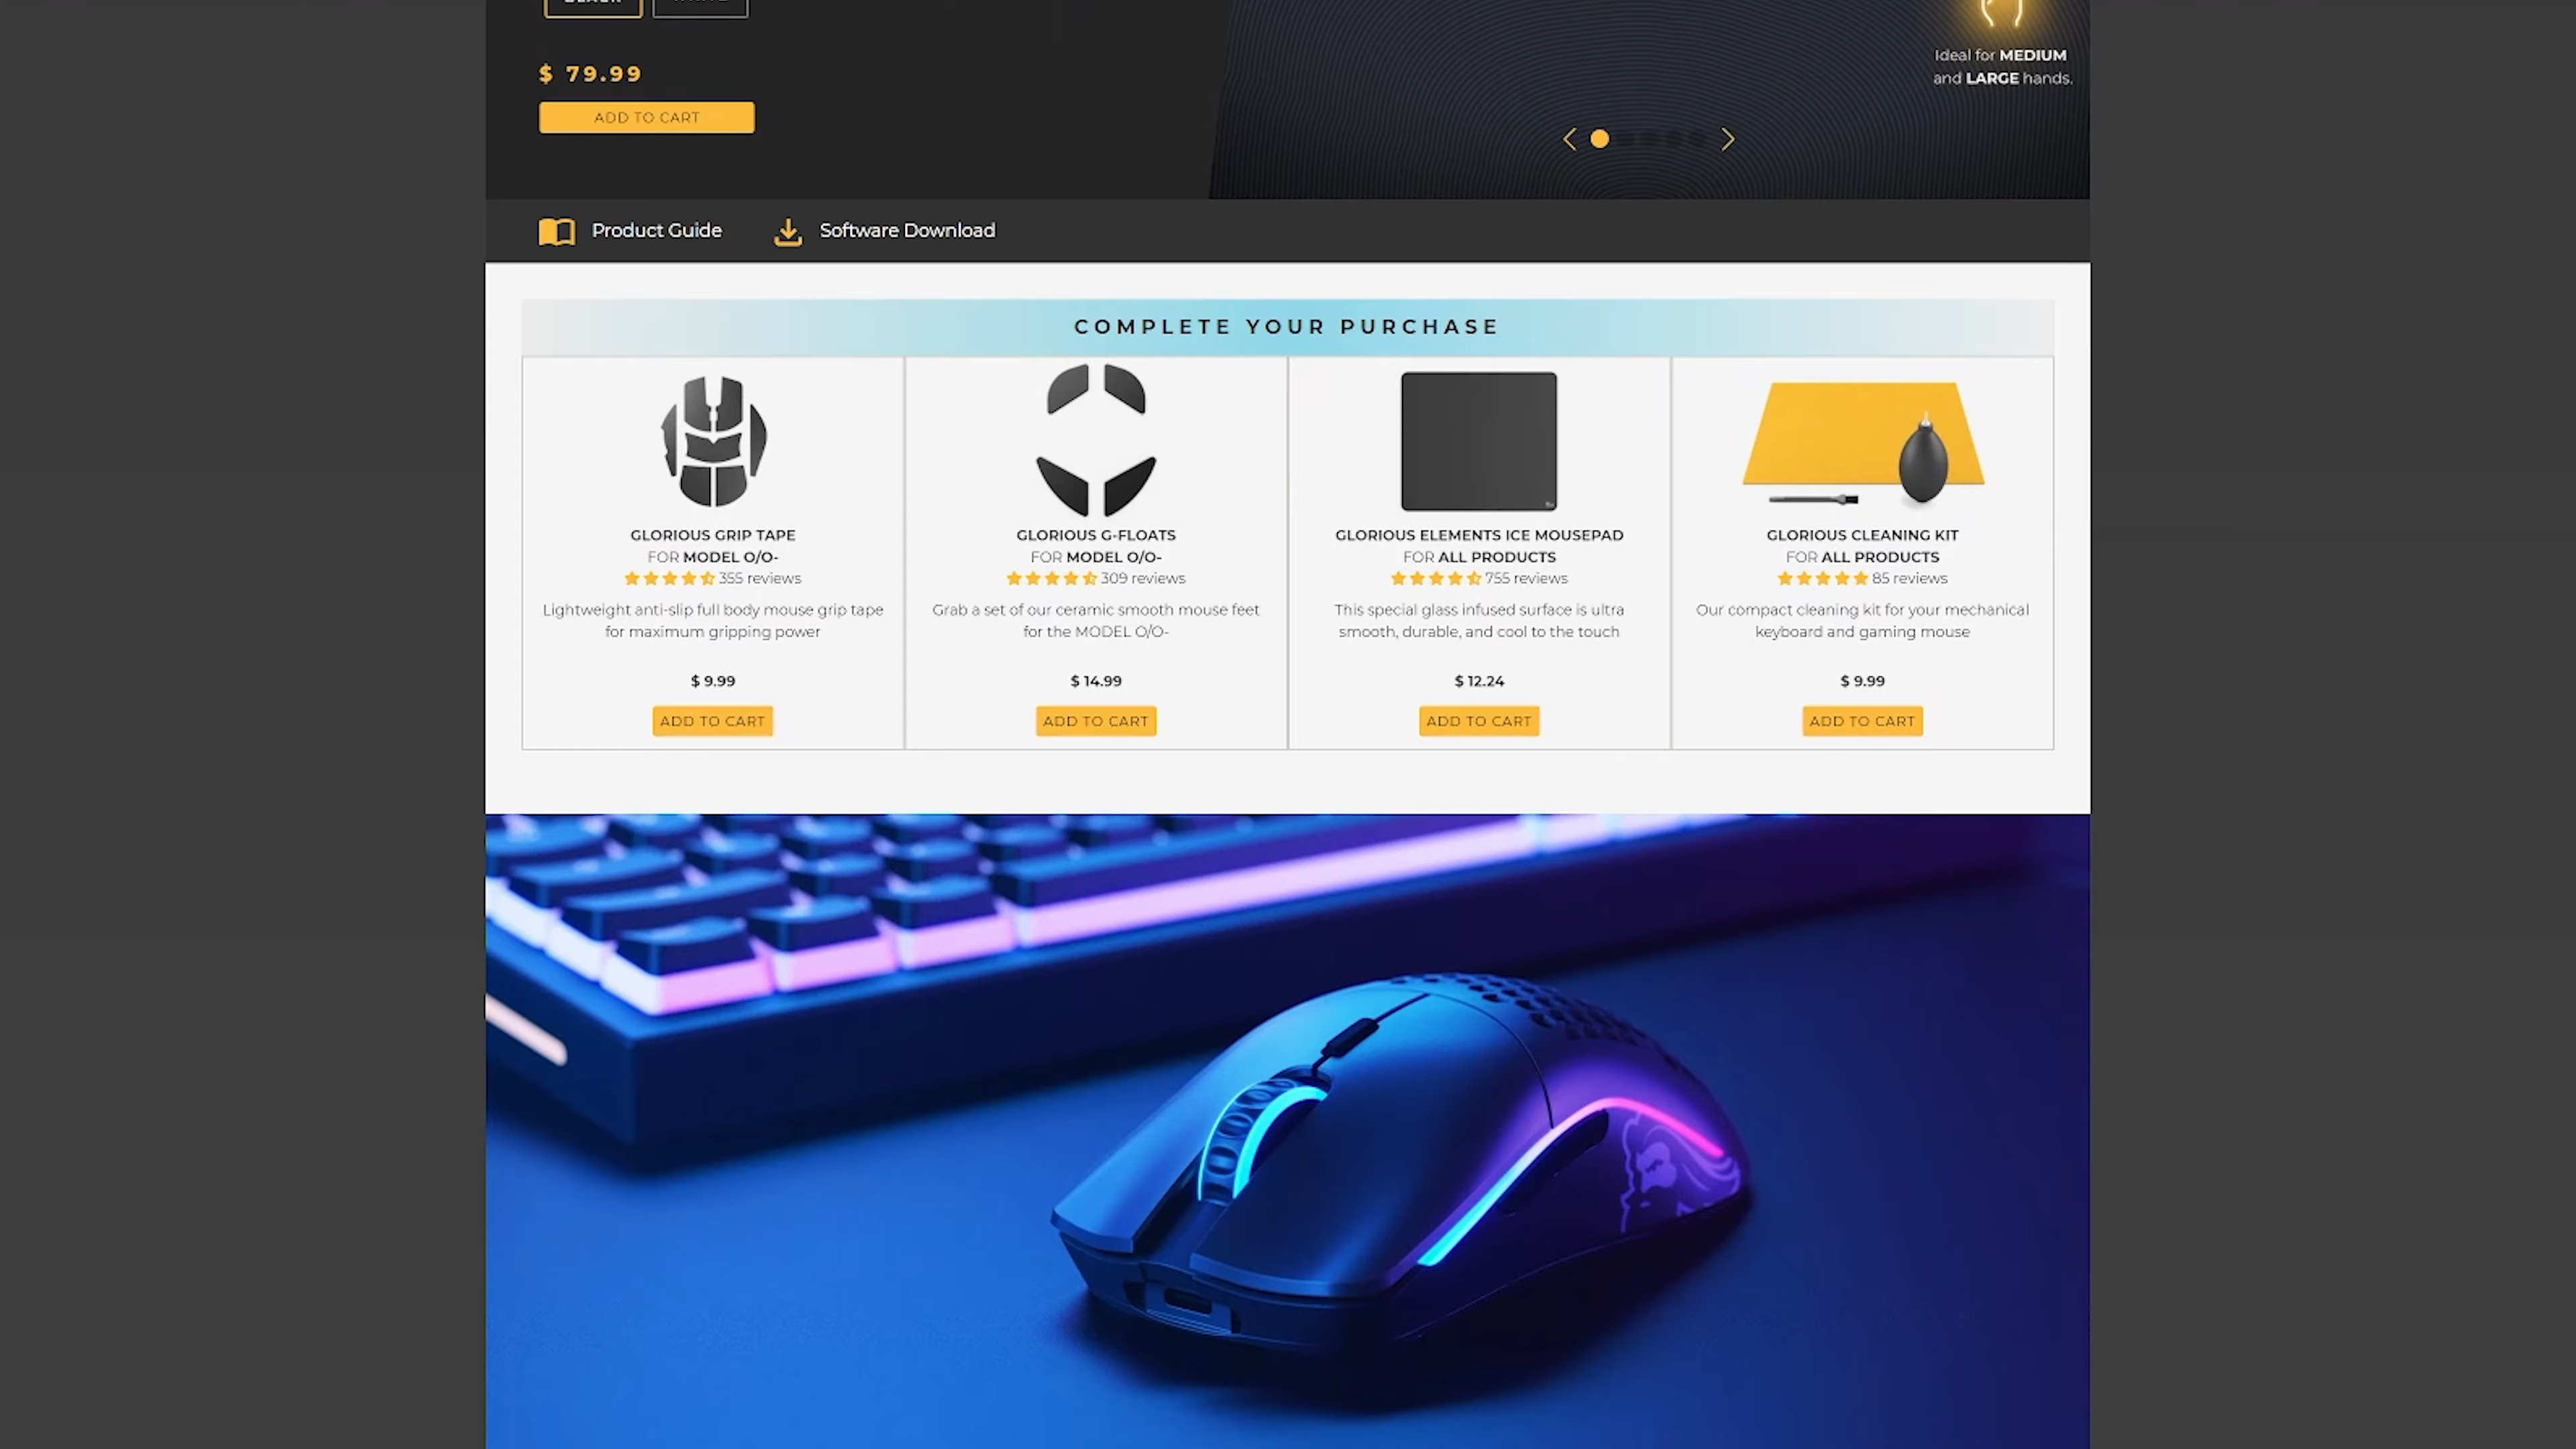 $ 79.99
ADD TO CART
Ideal for MEDIUM
and LARGE hands.
Product Guide
Software Download
COMPLETE YOUR PURCHASE
GLORIOUS GRIP TAPE
FOR MODEL O/O-
355 reviews
Lightweight anti-slip full body mouse grip tape
for maximum gripping power
$ 9.99
ADD TO CART
GLORIOUS G-FLOATS
FOR MODEL O/O-
309 reviews
Grab a set of our ceramic smooth mouse feet
for the MODEL O/O-
$ 14.99
ADD TO CART
GLORIOUS ELEMENTS ICE MOUSEPAD
FOR ALL PRODUCTS
755 reviews
This special glass infused surface is ultra
smooth, durable, and cool to the touch
$ 12.24
ADD TO CART
GLORIOUS CLEANING KIT
FOR ALL PRODUCTS
85 reviews
Our compact cleaning kit for your mechanical
keyboard and gaming mouse
$ 9.99
ADD TO CART